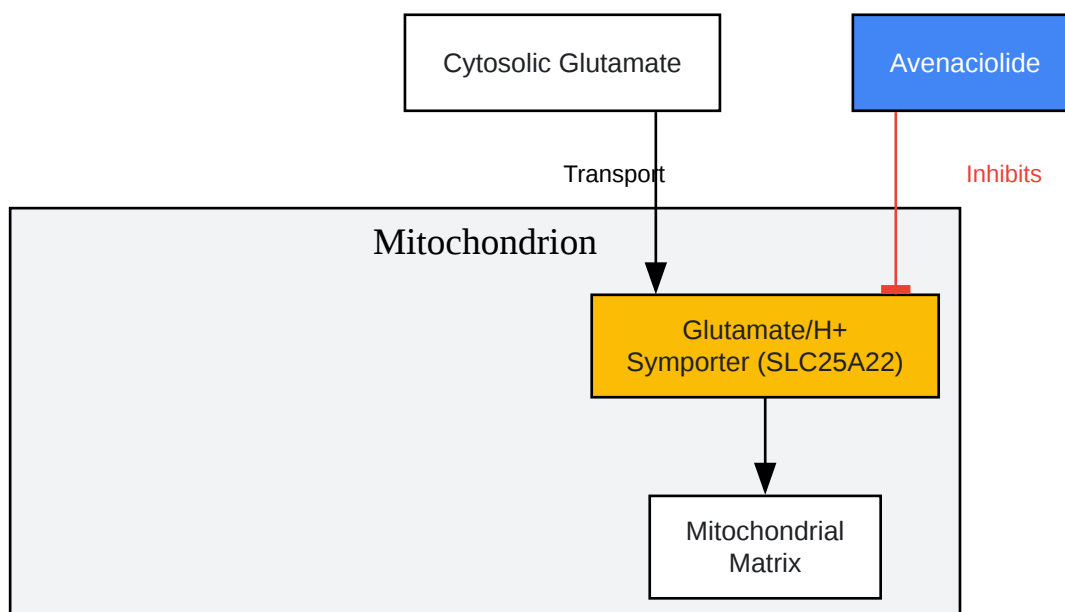 Cytosolic Glutamate
Avenaciolide
Transport
Inhibits
Mitochondrion
Glutamate/H+
Symporter (SLC25A22)
Mitochondrial
Matrix